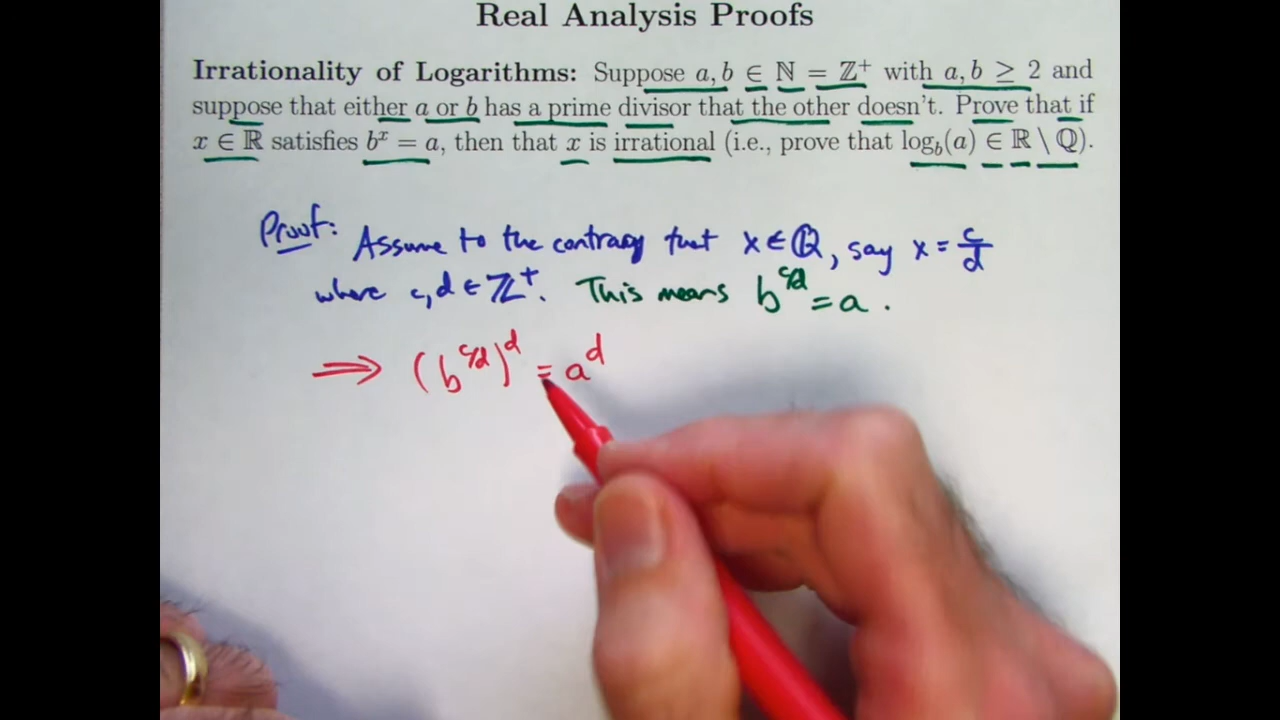 Real Analysis Proofs
Irrationality of Logarithms: Suppose a, b ∈ ℕ = ℤ⁺ with a, b ≥ 2 and
suppose that either a or b has a prime divisor that the other doesn't. Prove that if
x ∈ ℝ satisfies bˣ = a, then that x is irrational (i.e., prove that log_b(a) ∈ ℝ \ ℚ).
Proof: Assume to the contrary that x ∈ ℚ, say x = c/d
where c, d ∈ ℤ⁺. This means b^(c/d) = a.
⟹ (b^(c/d))^d = a^d